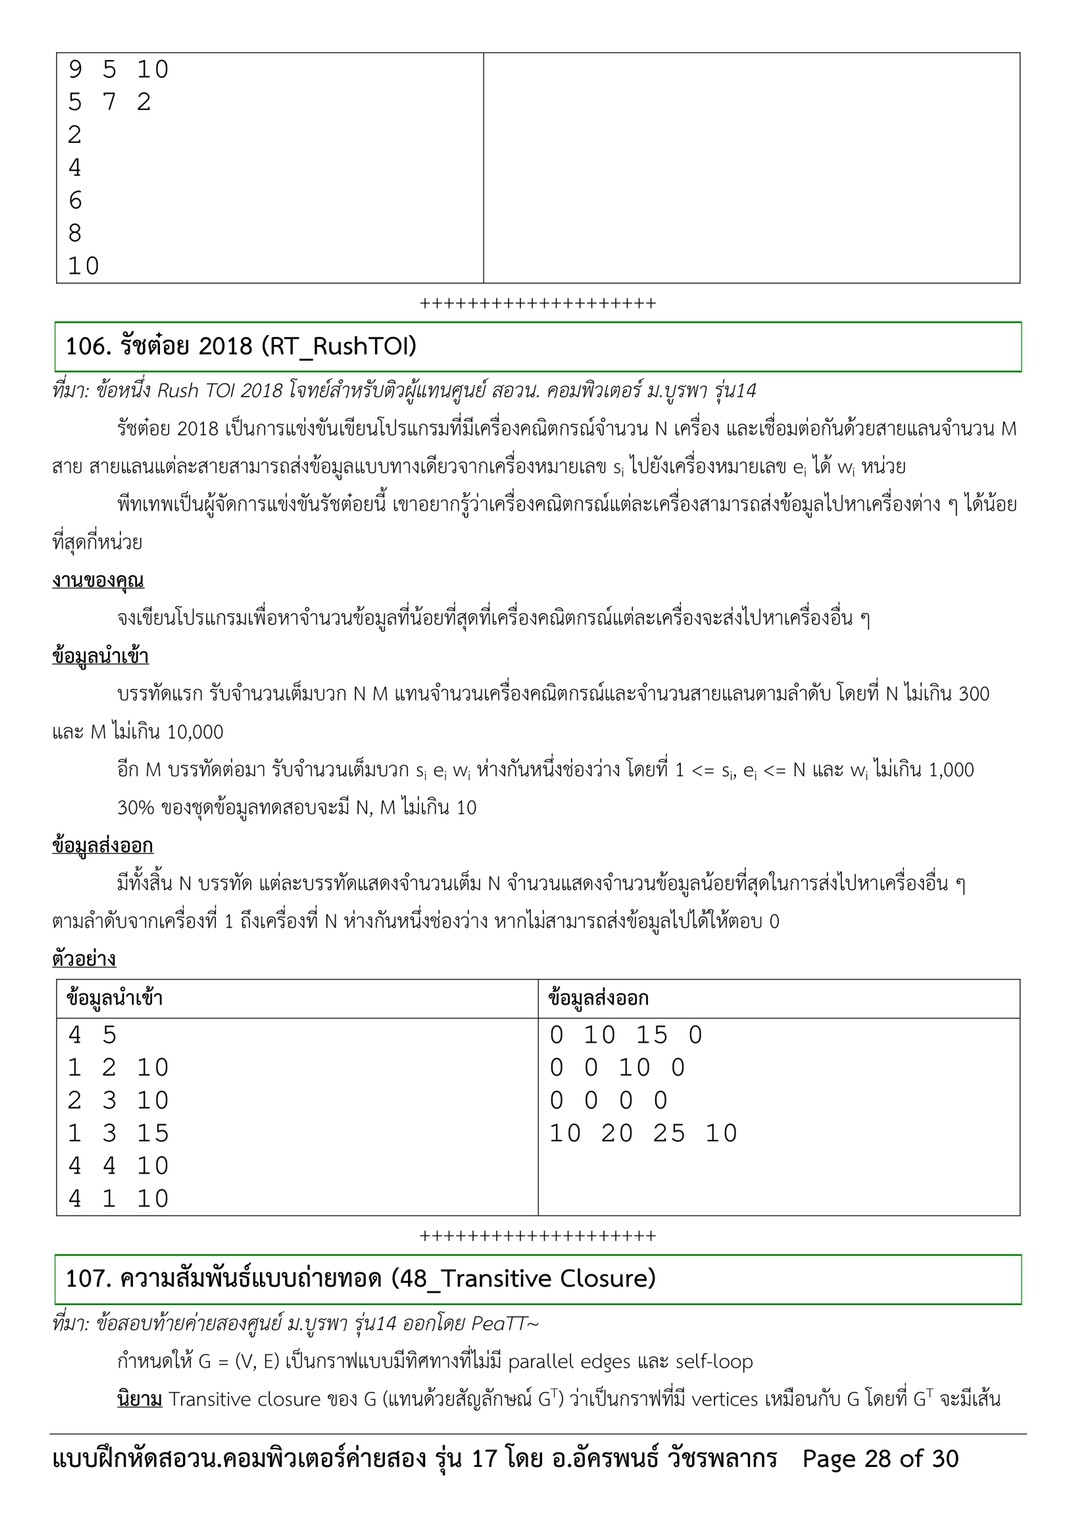 9 5 10
5 7 2
2
4
6
8
10
++++++++++++++++++++
106. รัชต๋อย 2018 (RT_RushTOI)
ที่มา: ข้อหนึ่ง Rush TOI 2018 โจทย์สำหรับติวผู้แทนศูนย์ สอวน. คอมพิวเตอร์ ม.บูรพา รุ่น14
รัชต๋อย 2018 เป็นการแข่งขันเขียนโปรแกรมที่มีเครื่องคณิตกรณ์จำนวน N เครื่อง และเชื่อมต่อกันด้วยสายแลนจำนวน M
สาย สายแลนแต่ละสายสามารถส่งข้อมูลแบบทางเดียวจากเครื่องหมายเลข sᵢ ไปยังเครื่องหมายเลข eᵢ ได้ wᵢ หน่วย
พีทเทพเป็นผู้จัดการแข่งขันรัชต๋อยนี้ เขาอยากรู้ว่าเครื่องคณิตกรณ์แต่ละเครื่องสามารถส่งข้อมูลไปหาเครื่องต่าง ๆ ได้น้อย
ที่สุดกี่หน่วย
งานของคุณ
จงเขียนโปรแกรมเพื่อหาจำนวนข้อมูลที่น้อยที่สุดที่เครื่องคณิตกรณ์แต่ละเครื่องจะส่งไปหาเครื่องอื่น ๆ
ข้อมูลนำเข้า
บรรทัดแรก รับจำนวนเต็มบวก N M แทนจำนวนเครื่องคณิตกรณ์และจำนวนสายแลนตามลำดับ โดยที่ N ไม่เกิน 300
และ M ไม่เกิน 10,000
อีก M บรรทัดต่อมา รับจำนวนเต็มบวก sᵢ eᵢ wᵢ ห่างกันหนึ่งช่องว่าง โดยที่ 1 <= sᵢ, eᵢ <= N และ wᵢ ไม่เกิน 1,000
30% ของชุดข้อมูลทดสอบจะมี N, M ไม่เกิน 10
ข้อมูลส่งออก
มีทั้งสิ้น N บรรทัด แต่ละบรรทัดแสดงจำนวนเต็ม N จำนวนแสดงจำนวนข้อมูลน้อยที่สุดในการส่งไปหาเครื่องอื่น ๆ
ตามลำดับจากเครื่องที่ 1 ถึงเครื่องที่ N ห่างกันหนึ่งช่องว่าง หากไม่สามารถส่งข้อมูลไปได้ให้ตอบ 0
ตัวอย่าง
ข้อมูลนำเข้า ข้อมูลส่งออก
4 5
1 2 10
2 3 10
1 3 15
4 4 10
4 1 10
0 10 15 0
0 0 10 0
0 0 0 0
10 20 25 10
++++++++++++++++++++
107. ความสัมพันธ์แบบถ่ายทอด (48_Transitive Closure)
ที่มา: ข้อสอบท้ายค่ายสองศูนย์ ม.บูรพา รุ่น14 ออกโดย PeaTT~
กำหนดให้ G = (V, E) เป็นกราฟแบบมีทิศทางที่ไม่มี parallel edges และ self-loop
นิยาม Transitive closure ของ G (แทนด้วยสัญลักษณ์ Gᵀ) ว่าเป็นกราฟที่มี vertices เหมือนกับ G โดยที่ Gᵀ จะมีเส้น
แบบฝึกหัดสอวน.คอมพิวเตอร์ค่ายสอง รุ่น 17 โดย อ.อัครพนธ์ วัชรพลากร Page 28 of 30